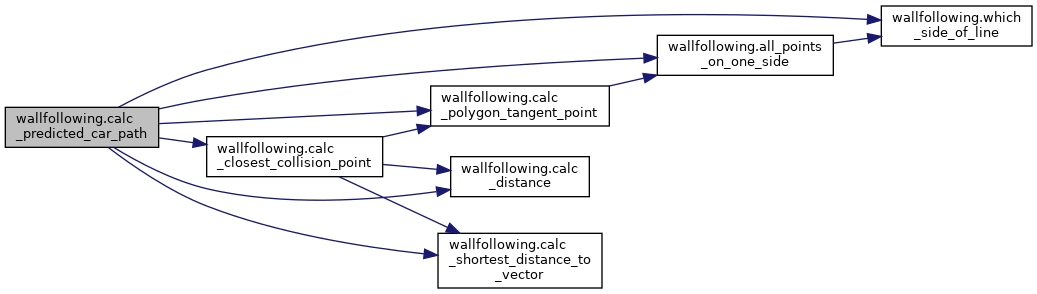 wallfollowing.which
_side_of_line
wallfollowing.all_points
_on_one_side
wallfollowing.calc
_polygon_tangent_point
wallfollowing.calc
_predicted_car_path
wallfollowing.calc
_closest_collision_point
wallfollowing.calc
_distance
wallfollowing.calc
_shortest_distance_to
_vector